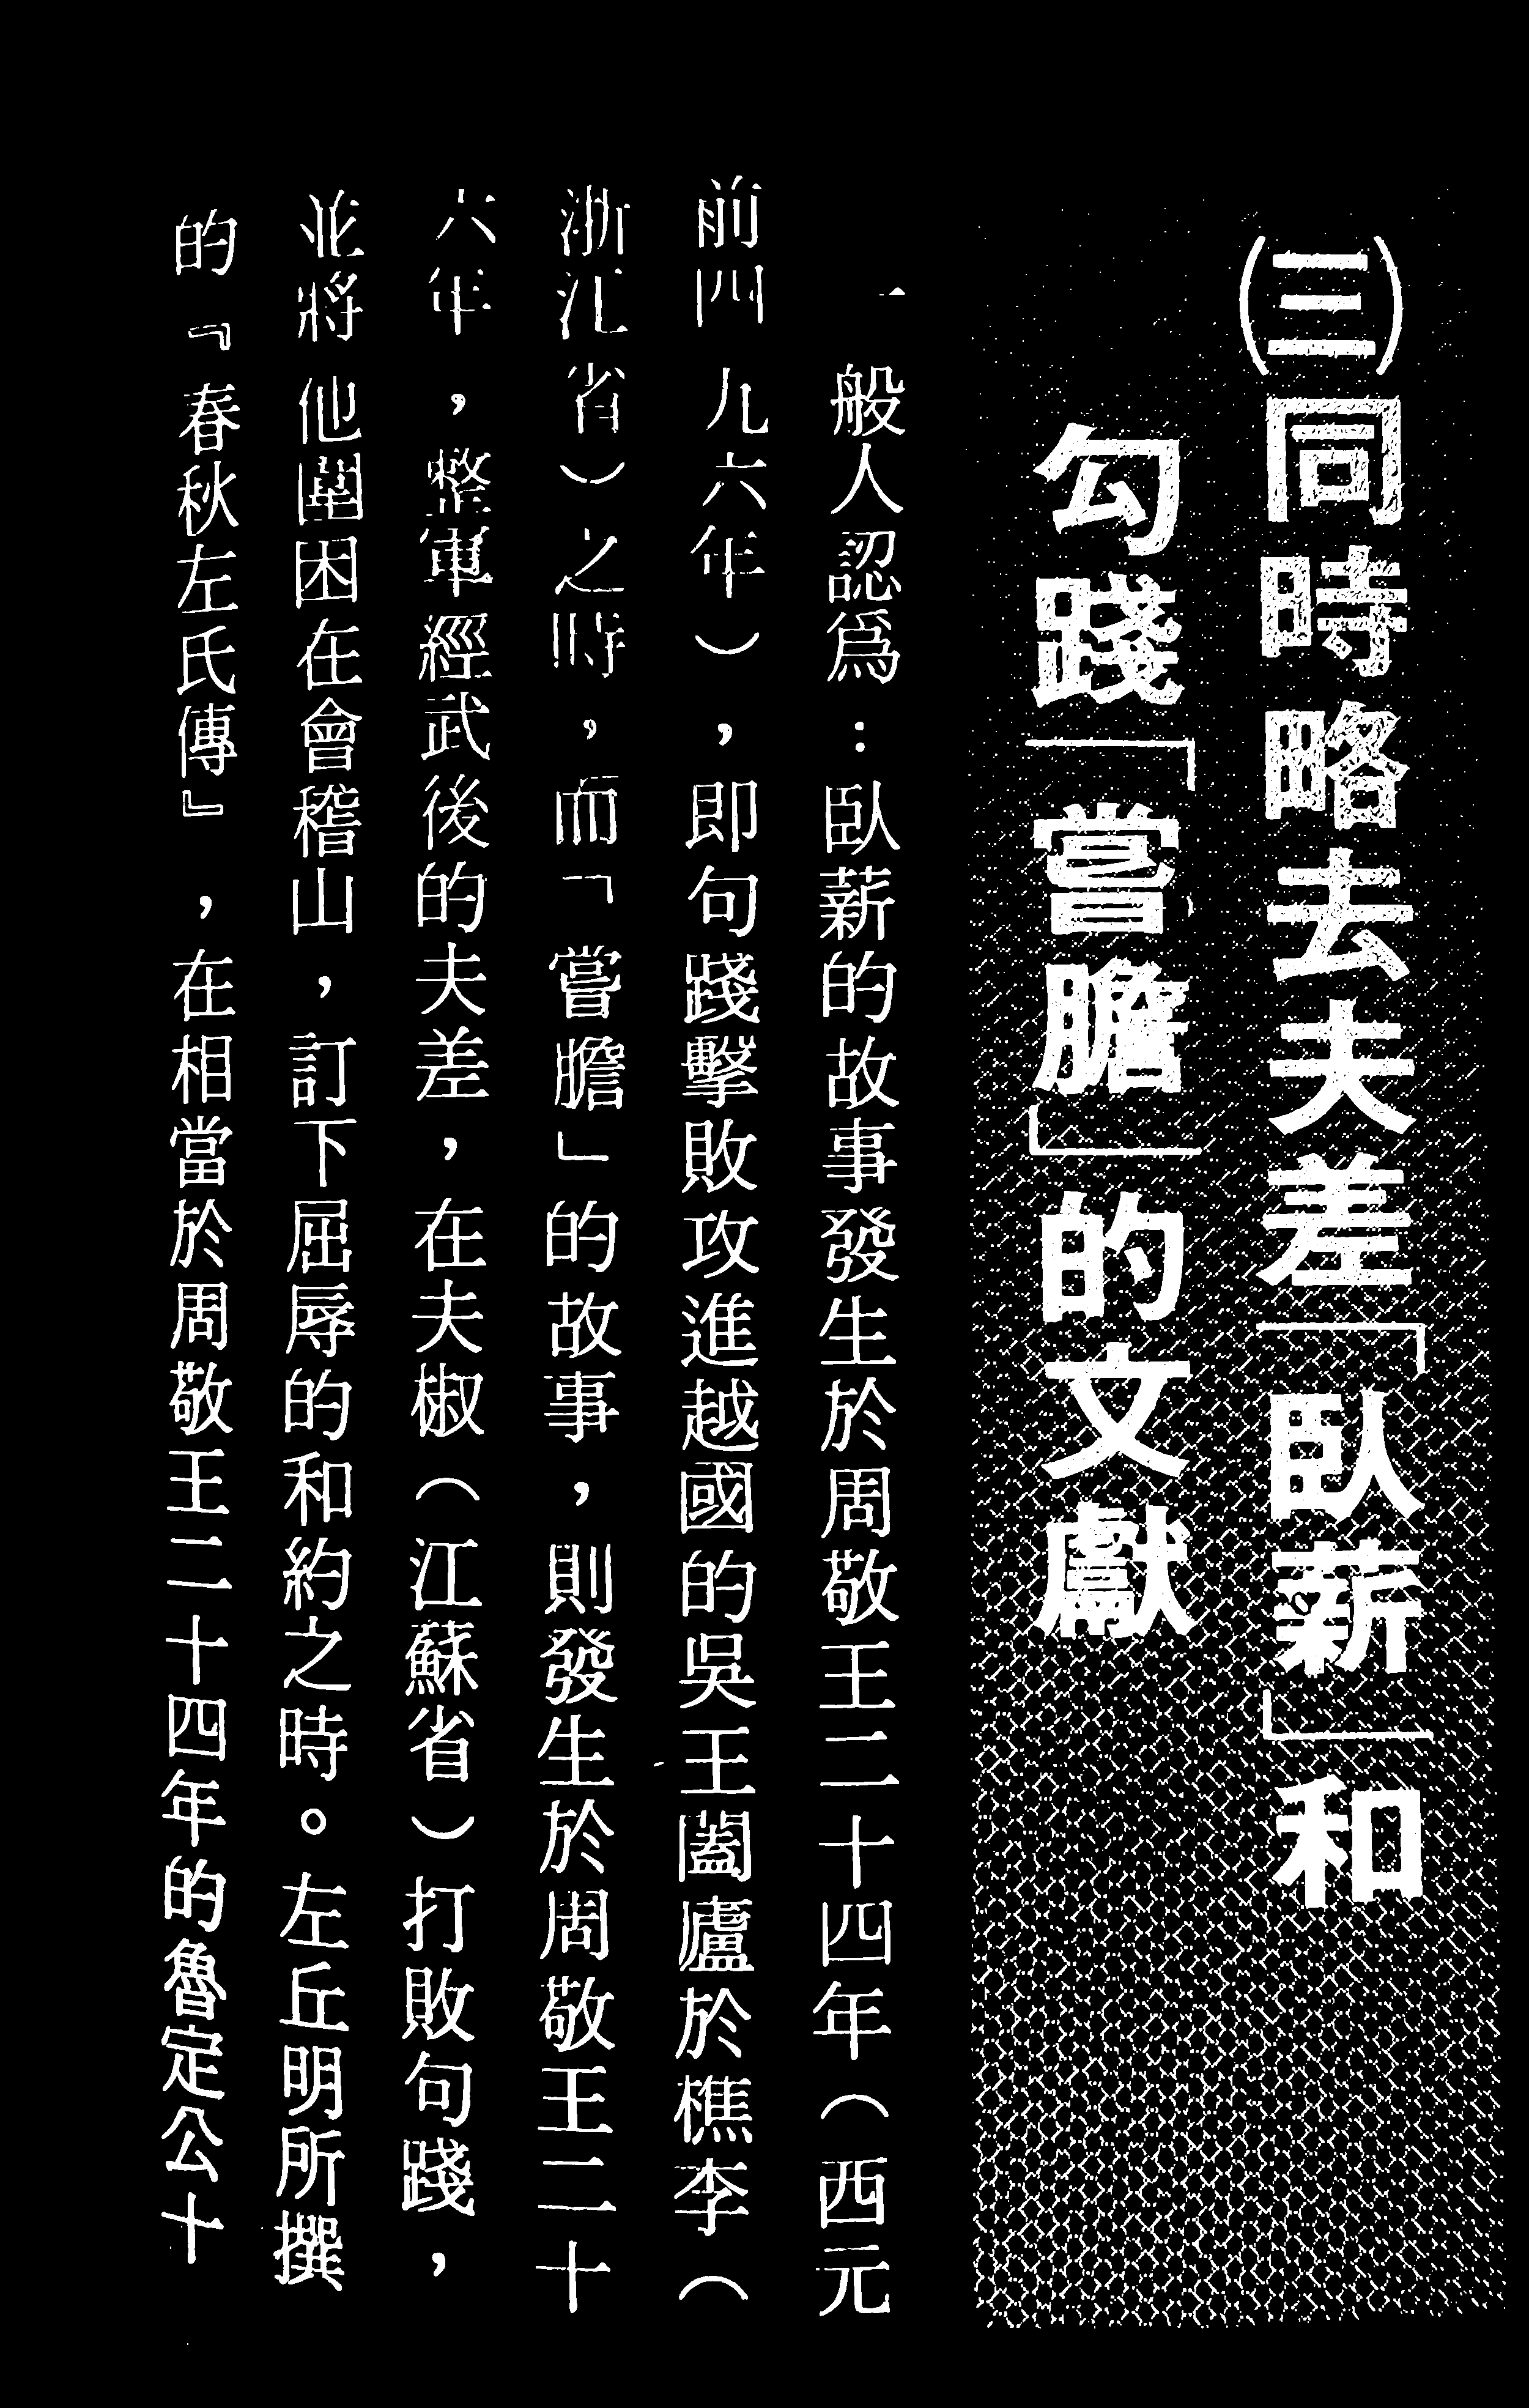 ㈢同時略去夫差「臥薪」和
勾踐「嘗膽」的文獻
一般人認爲：臥薪的故事發生於周敬王二十四年（西元
前四九六年），即句踐擊敗攻進越國的吳王闔廬於樵李（
浙江省）之時，而「嘗膽」的故事，則發生於周敬王二十
六年，整軍經武後的夫差，在夫椒（江蘇省）打敗句踐，
並將他圍困在會稽山，訂下屈辱的和約之時。左丘明所撰
的『春秋左氏傳』，在相當於周敬王二十四年的魯定公十